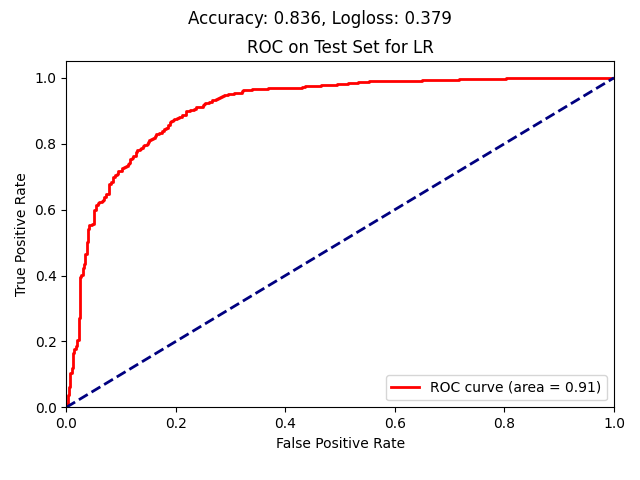 Accuracy: 0.836, Logloss: 0.379
ROC on Test Set for LR
1.0
0.8
0.6
0.4
0.2
0.0
True Positive Rate
ROC curve (area = 0.91)
0.0 0.2 0.4 0.6 0.8 1.0
False Positive Rate